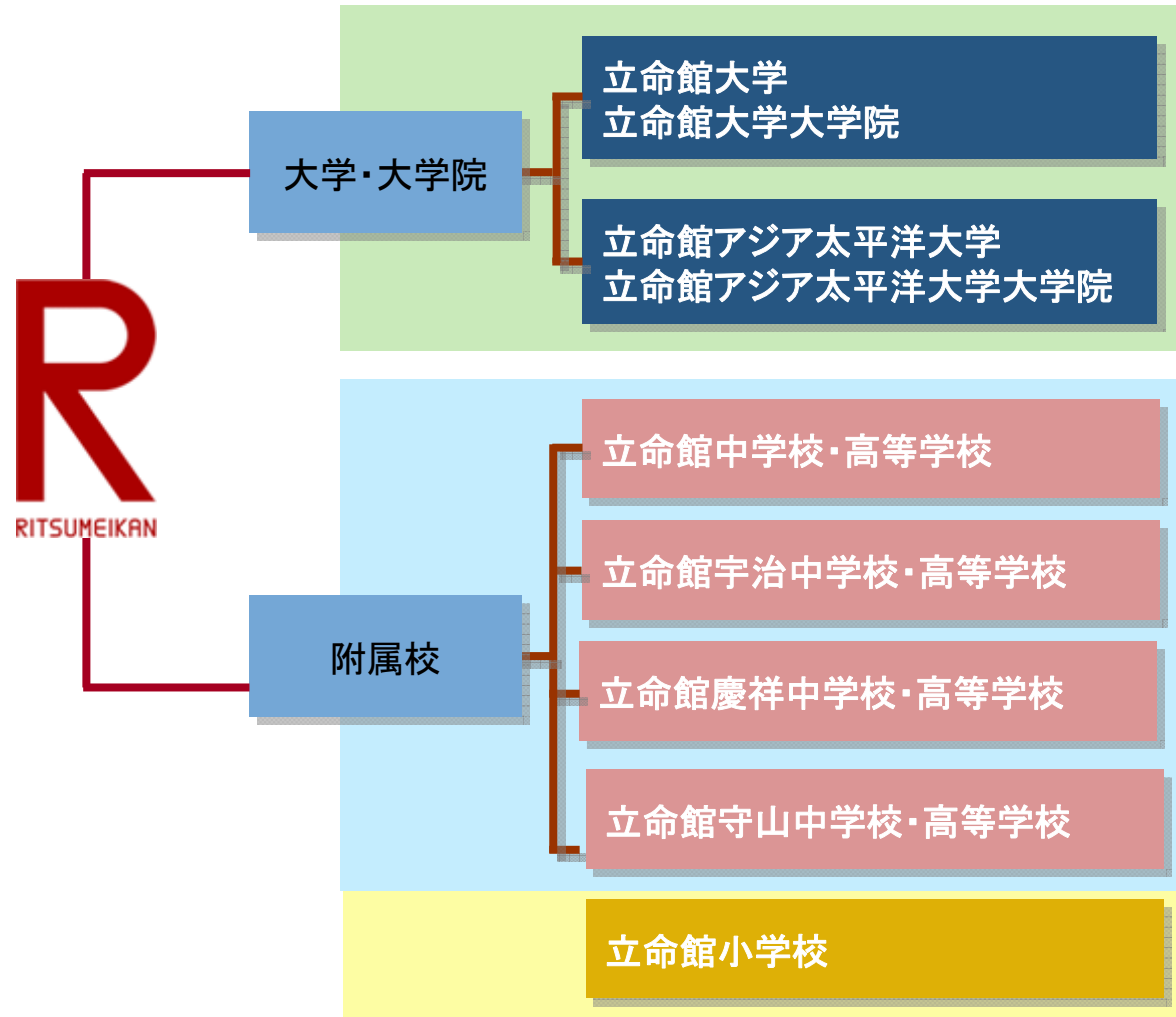 大学・大学院
立命館大学
立命館大学大学院
立命館アジア太平洋大学
立命館アジア太平洋大学大学院
R
RITSUMEIKAN
附属校
立命館中学校・高等学校
立命館宇治中学校・高等学校
立命館慶祥中学校・高等学校
立命館守山中学校・高等学校
立命館小学校